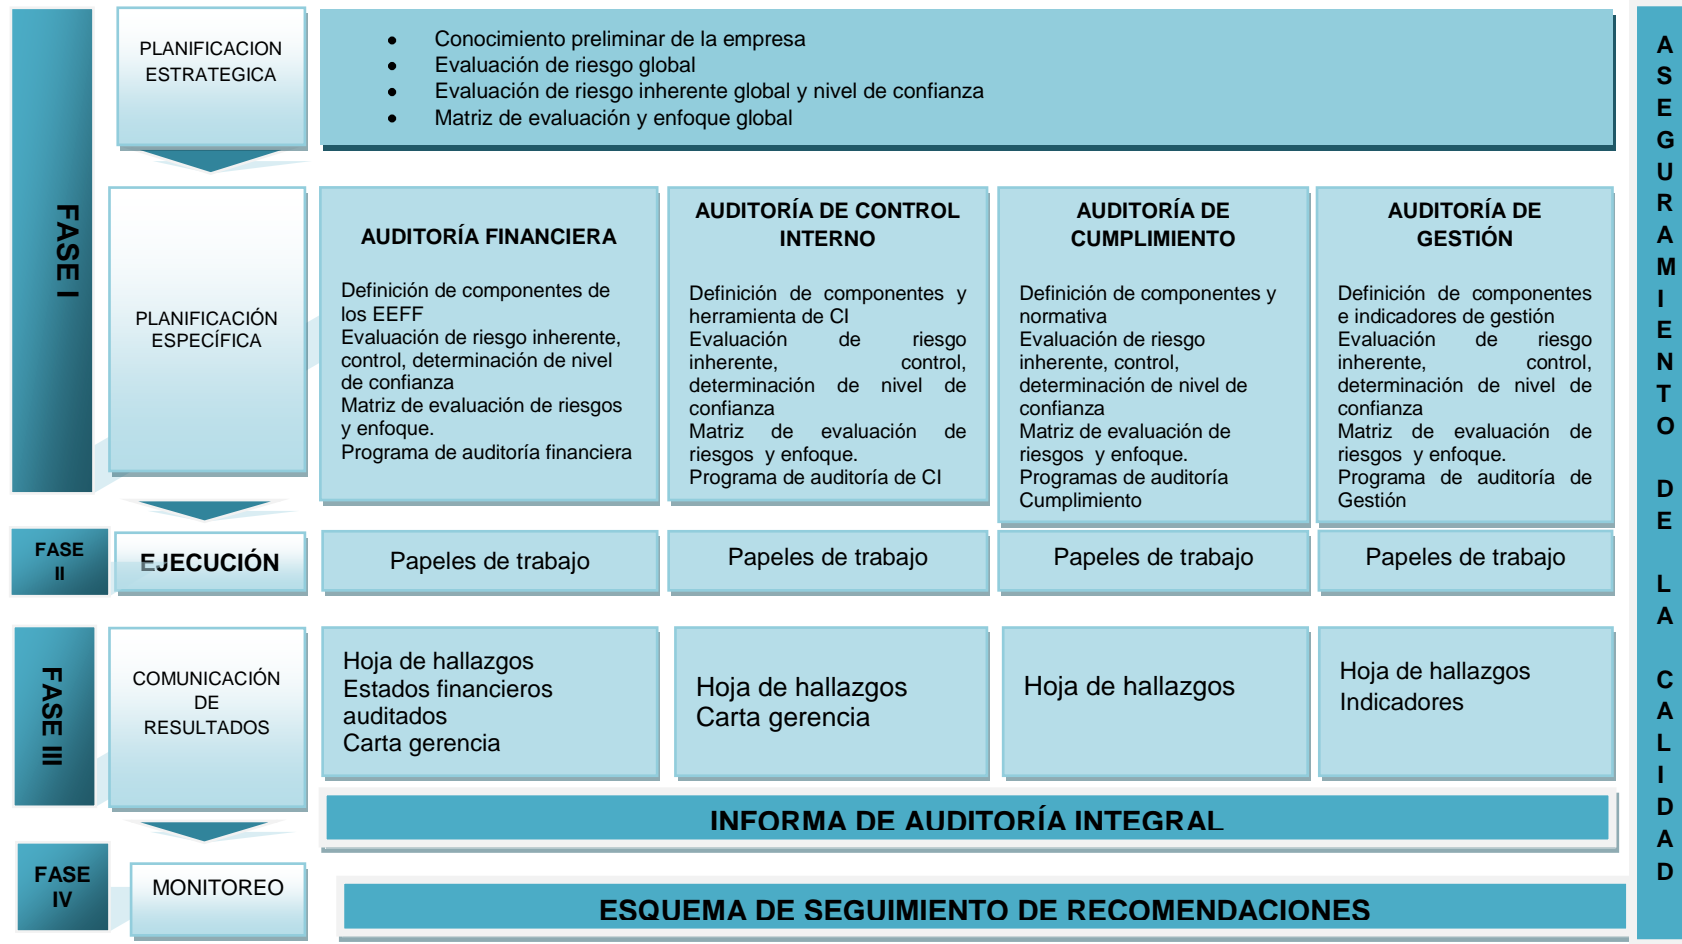 FASE I
PLANIFICACION
ESTRATEGICA
• Conocimiento preliminar de la empresa
• Evaluación de riesgo global
• Evaluación de riesgo inherente global y nivel de confianza
• Matriz de evaluación y enfoque global
PLANIFICACIÓN
ESPECÍFICA
AUDITORÍA FINANCIERA
Definición de componentes de
los EEFF
Evaluación de riesgo inherente,
control, determinación de nivel
de confianza
Matriz de evaluación de riesgos
y enfoque.
Programa de auditoría financiera
AUDITORÍA DE CONTROL
INTERNO
Definición de componentes y
herramienta de CI
Evaluación de riesgo
inherente, control,
determinación de nivel de
confianza
Matriz de evaluación de
riesgos y enfoque.
Programa de auditoría de CI
AUDITORÍA DE
CUMPLIMIENTO
Definición de componentes y
normativa
Evaluación de riesgo
inherente, control,
determinación de nivel de
confianza
Matriz de evaluación de
riesgos y enfoque.
Programas de auditoría
Cumplimiento
AUDITORÍA DE
GESTIÓN
Definición de componentes
e indicadores de gestión
Evaluación de riesgo
inherente, control,
determinación de nivel de
confianza
Matriz de evaluación de
riesgos y enfoque.
Programa de auditoría de
Gestión
FASE
II
EJECUCIÓN
Papeles de trabajo
Papeles de trabajo
Papeles de trabajo
Papeles de trabajo
FASE III
COMUNICACIÓN
DE
RESULTADOS
Hoja de hallazgos
Estados financieros
auditados
Carta gerencia
Hoja de hallazgos
Carta gerencia
Hoja de hallazgos
Hoja de hallazgos
Indicadores
INFORMA DE AUDITORÍA INTEGRAL
FASE
IV
MONITOREO
ESQUEMA DE SEGUIMIENTO DE RECOMENDACIONES
ASEGURAMIENTO DE LA CALIDAD